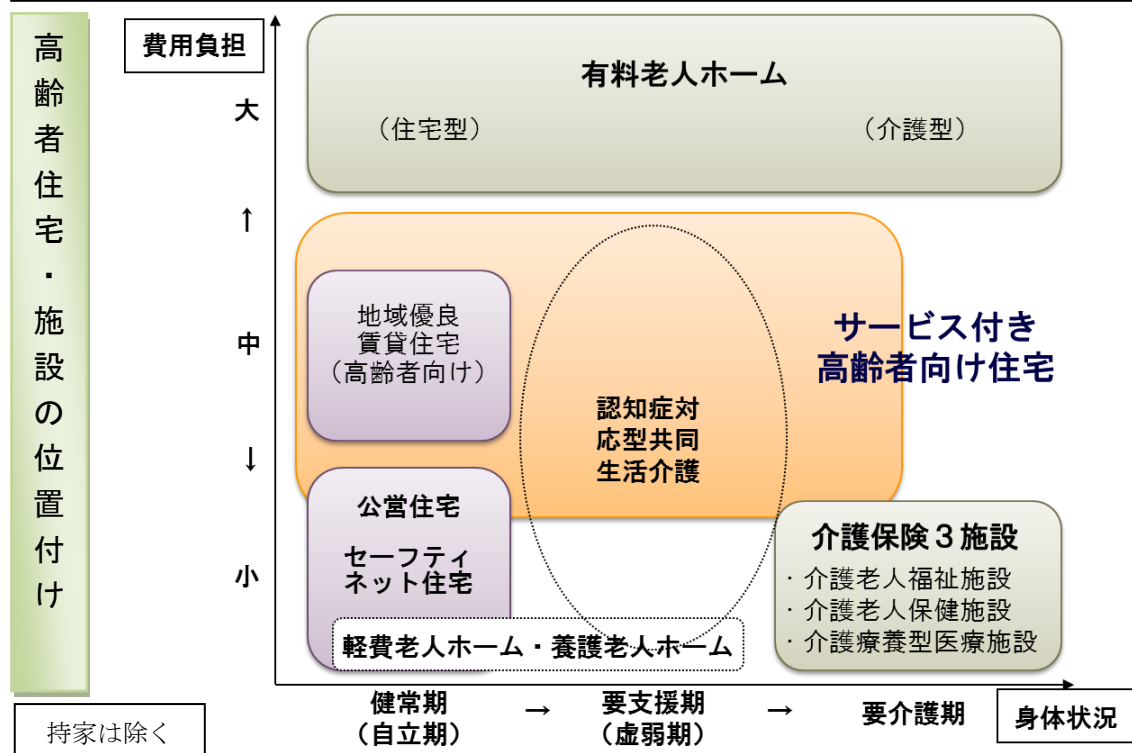 高齢者住宅・施設の位置付け
費用負担
大
↑
中
↓
小
有料老人ホーム
（住宅型）
（介護型）
地域優良
賃貸住宅
（高齢者向け）
サービス付き
高齢者向け住宅
認知症対
応型共同
生活介護
公営住宅
セーフティ
ネット住宅
介護保険３施設
・介護老人福祉施設
・介護老人保健施設
・介護療養型医療施設
軽費老人ホーム・養護老人ホーム
健常期
（自立期）
→
要支援期
（虚弱期）
→
要介護期
身体状況
持家は除く